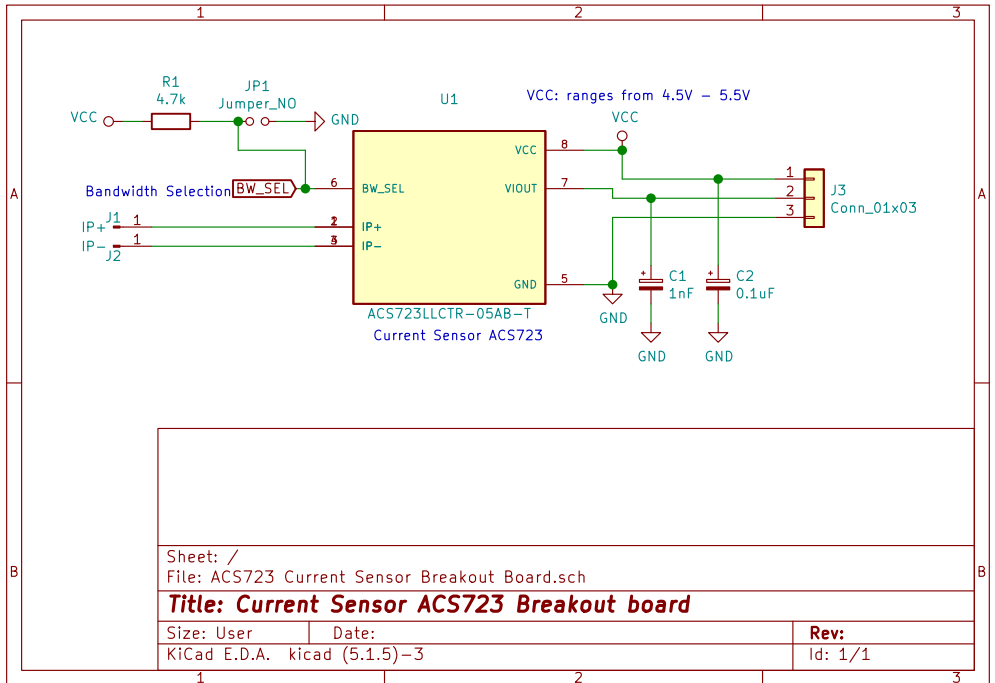 1 2 3
R1
4.7k
JP1
Jumper_NO
VCC
GND
U1
VCC: ranges from 4.5V - 5.5V
VCC
VCC 8
1
2
3
J3
Conn_01x03
A
A
Bandwidth Selection
BW_SEL
6 BW_SEL
VIOUT 7
IP+ J1 1
IP+
IP- 1
J2
IP-
GND 5
GND
+ C1
1nF
+ C2
0.1uF
GND
GND
ACS723LLCTR-05AB-T
Current Sensor ACS723
B
B
Sheet: /
File: ACS723 Current Sensor Breakout Board.sch
Title: Current Sensor ACS723 Breakout board
Size: User Date: Rev:
KiCad E.D.A. kicad (5.1.5)-3 Id: 1/1
1 2 3